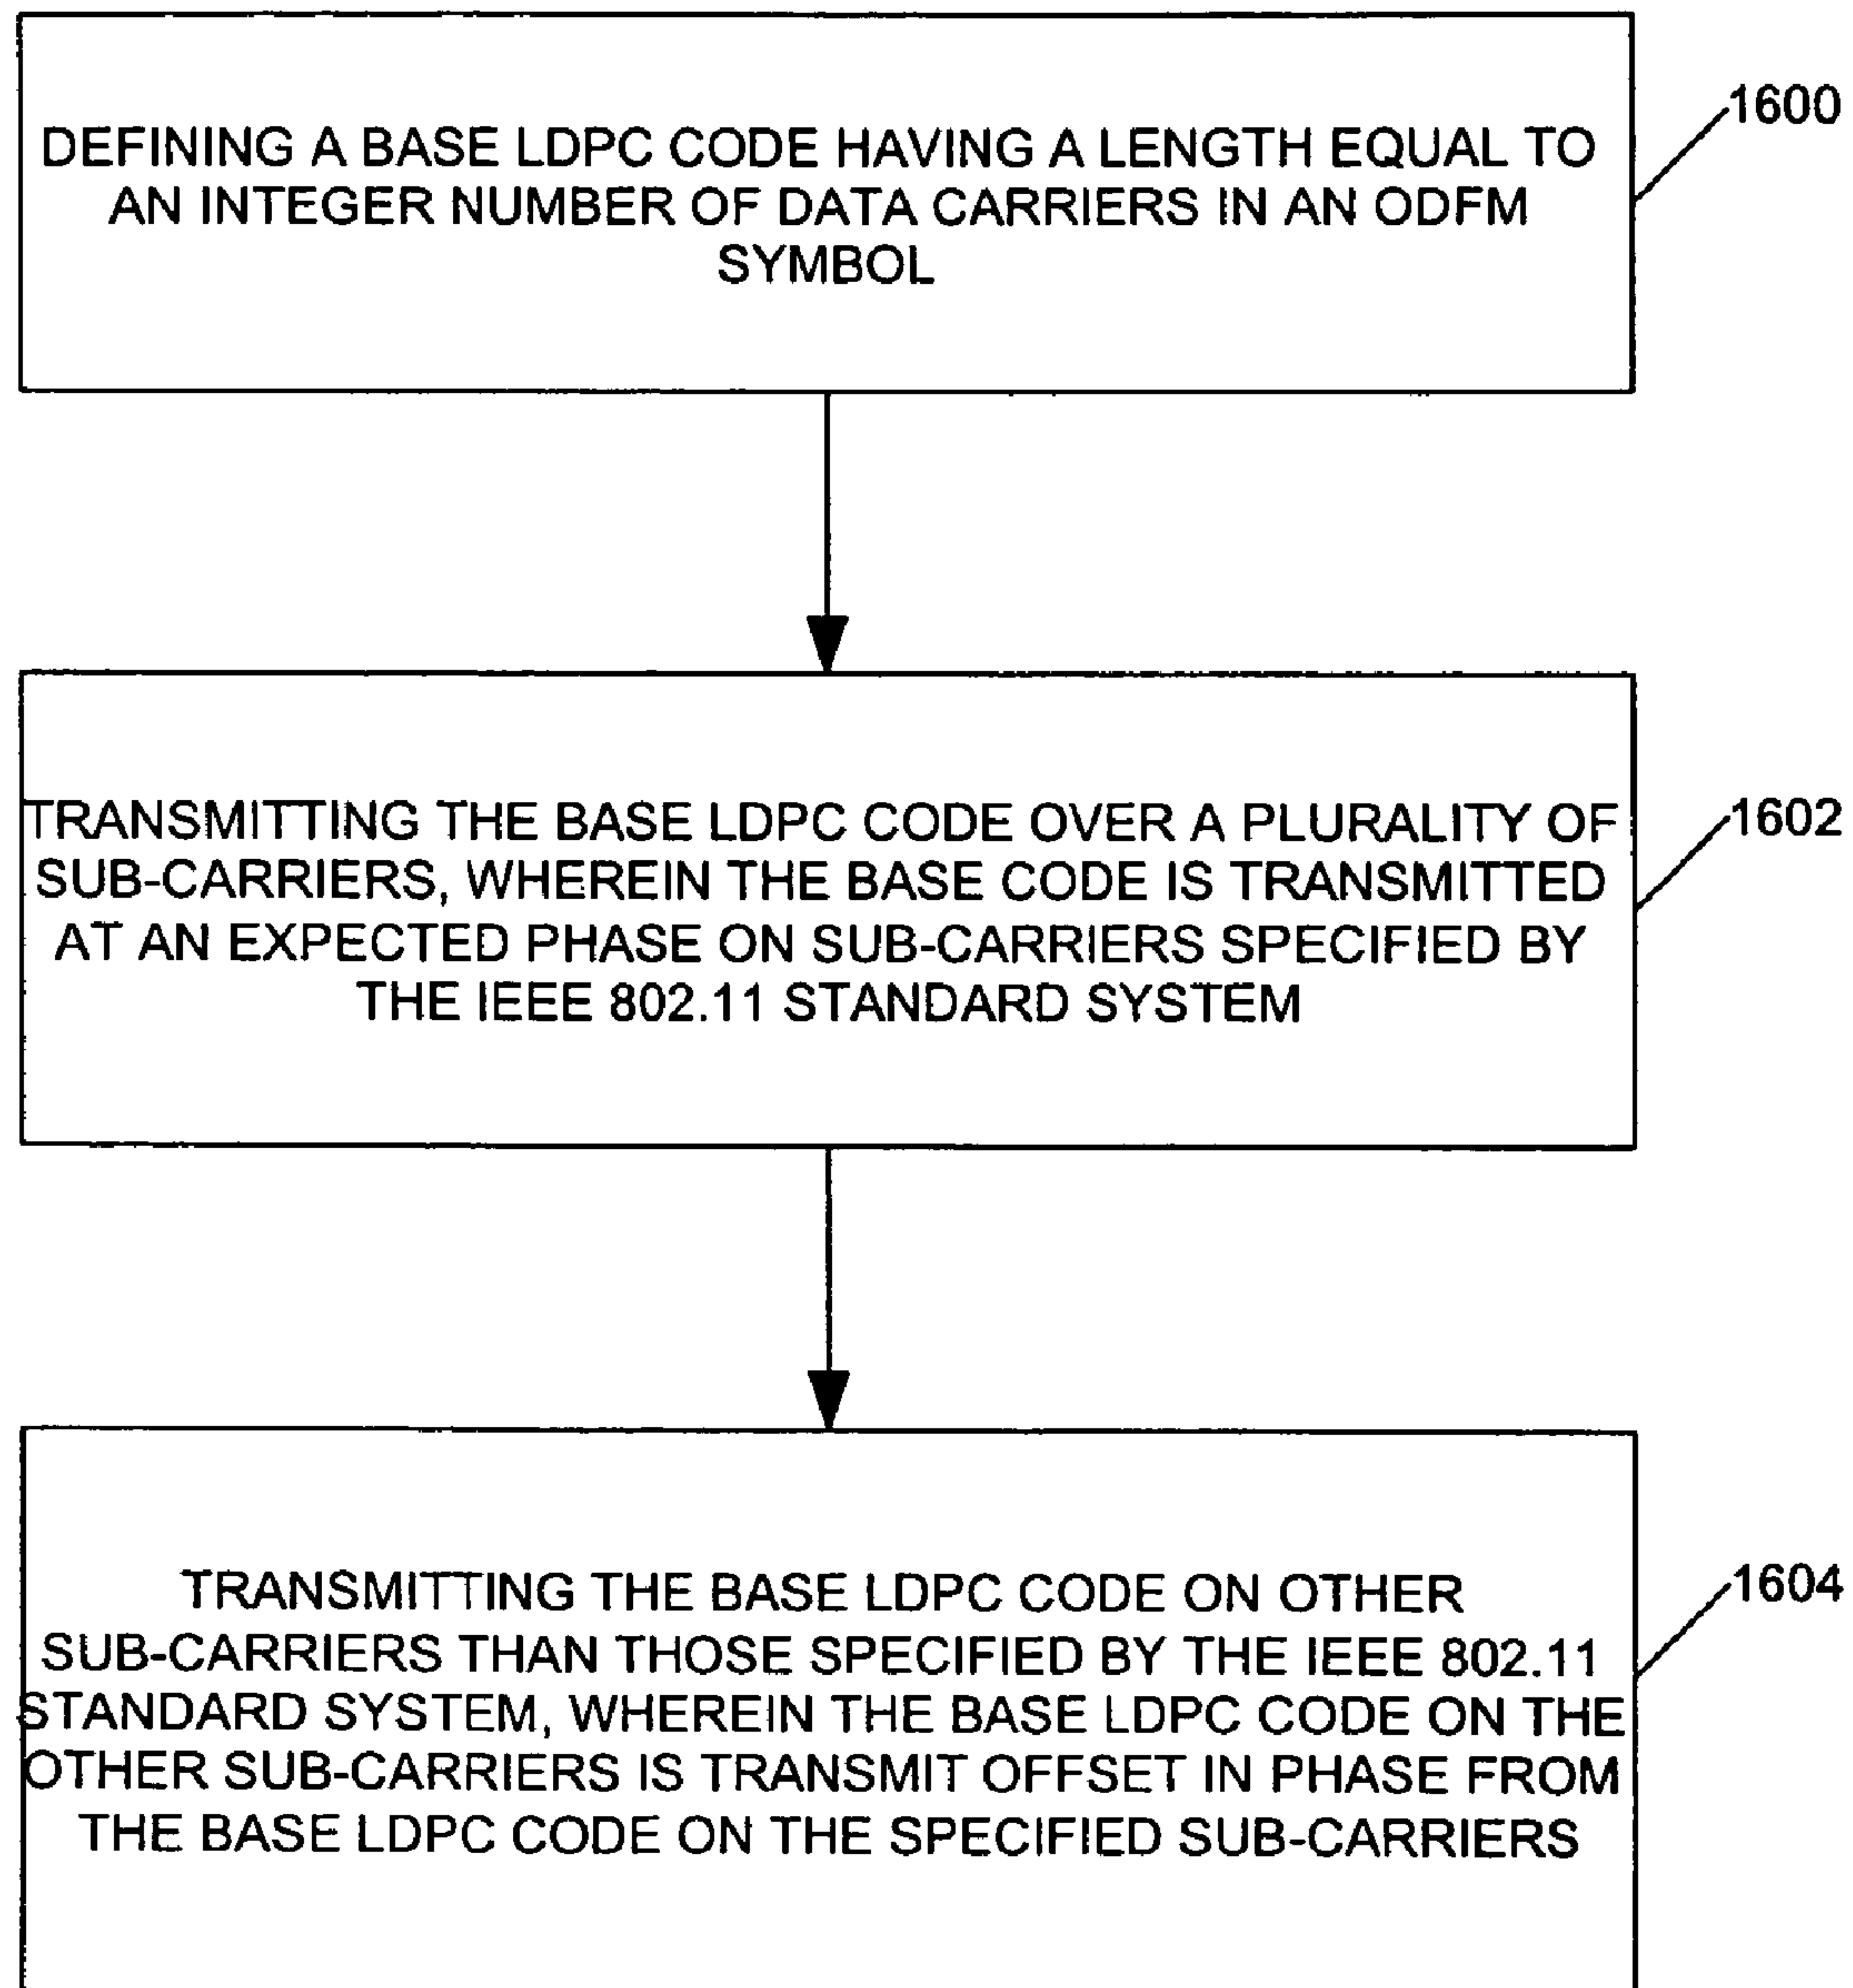 DEFINING A BASE LDPC CODE HAVING A LENGTH EQUAL TO
AN INTEGER NUMBER OF DATA CARRIERS IN AN ODFM
SYMBOL
1600
TRANSMITTING THE BASE LDPC CODE OVER A PLURALITY OF
SUB-CARRIERS, WHEREIN THE BASE CODE IS TRANSMITTED
AT AN EXPECTED PHASE ON SUB-CARRIERS SPECIFIED BY
THE IEEE 802.11 STANDARD SYSTEM
1602
TRANSMITTING THE BASE LDPC CODE ON OTHER
SUB-CARRIERS THAN THOSE SPECIFIED BY THE IEEE 802.11
STANDARD SYSTEM, WHEREIN THE BASE LDPC CODE ON THE
OTHER SUB-CARRIERS IS TRANSMIT OFFSET IN PHASE FROM
THE BASE LDPC CODE ON THE SPECIFIED SUB-CARRIERS
1604